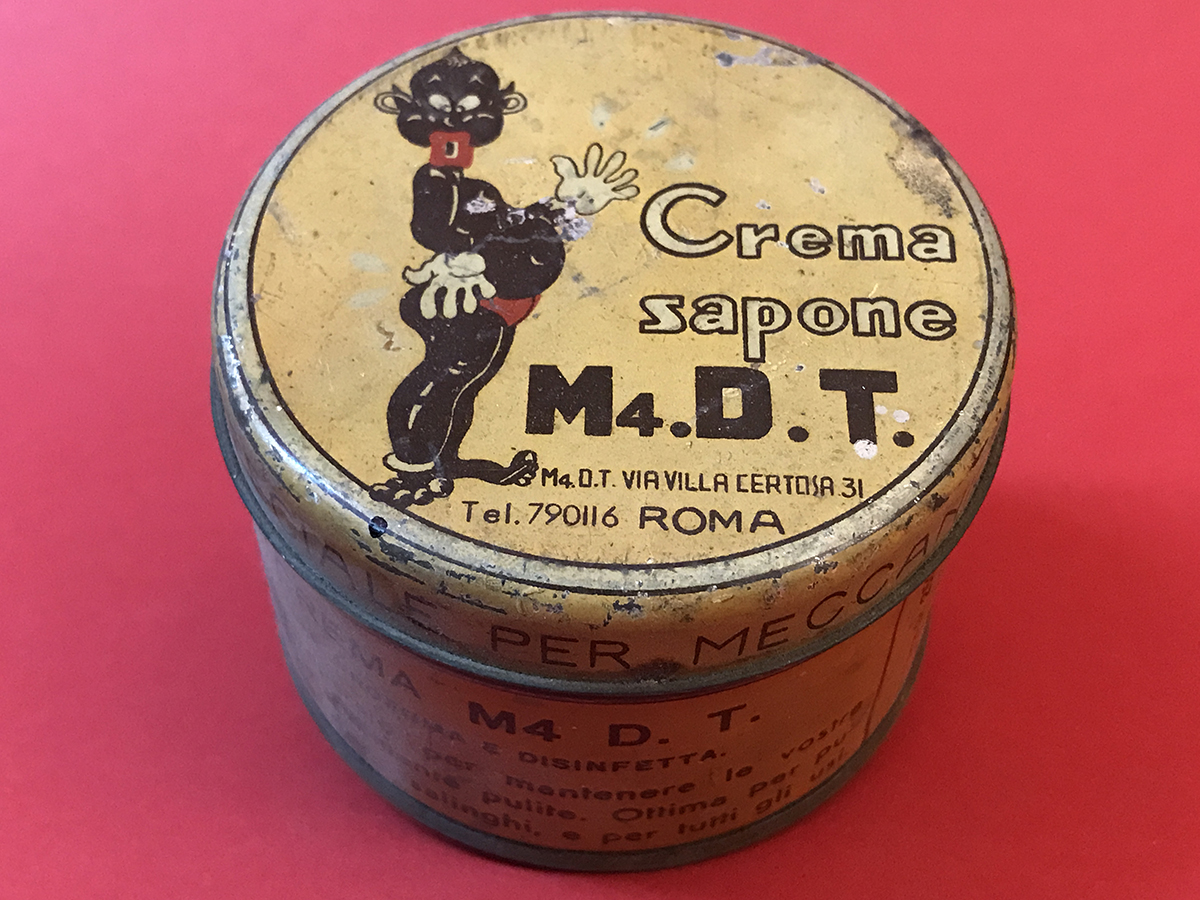 Crema
sapone
M4.D.T.
M4.D.T. VIA VILLA CERTOSA 31
Tel. 790116 ROMA
PER MECCA
M4 D. T.
E DISINFETTA.
per mantenere le vostre
pulite. Ottima per
e per tutti gli usi.